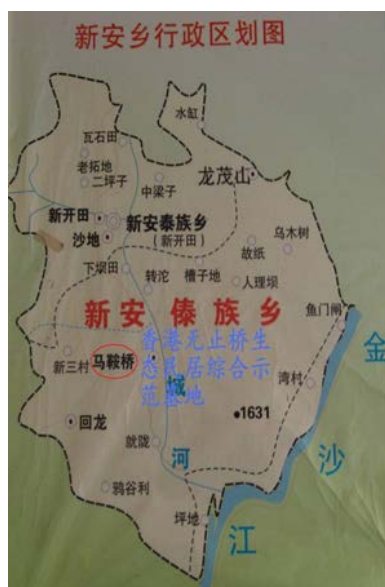 新安乡行政区划图
水缸
瓦石田
老拓地
二坪子
中梁子
龙茂山
新开田
新安泰族乡
(新开田)
沙地
乌木树
故纸
下坝田
转沱
槽子地
人理坝
新安傣族乡
鱼门闸
香港无止桥生
态民居综合示
范基地
新三村
马鞍桥
城
金
湾村
回龙
1631
就陇
河
沙
鸦谷利
坪地
江